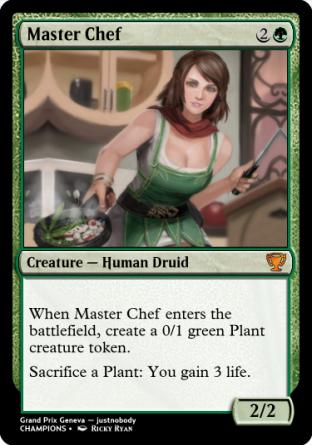 Master Chef 2
Creature — Human Druid
When Master Chef enters the
battlefield, create a 0/1 green Plant
creature token.
Sacrifice a Plant: You gain 3 life.
2/2
Grand Prix Geneva — justnobody
CHAMPIONS • Ricky Ryan